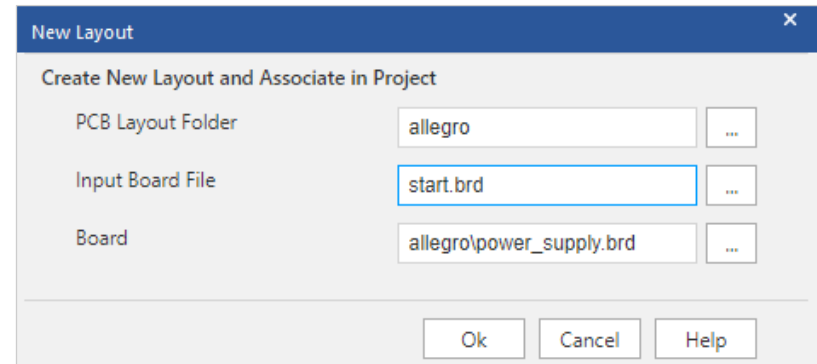 New Layout ×
Create New Layout and Associate in Project
PCB Layout Folder allegro ...
Input Board File start.brd ...
Board allegro\power_supply.brd ...
Ok Cancel Help